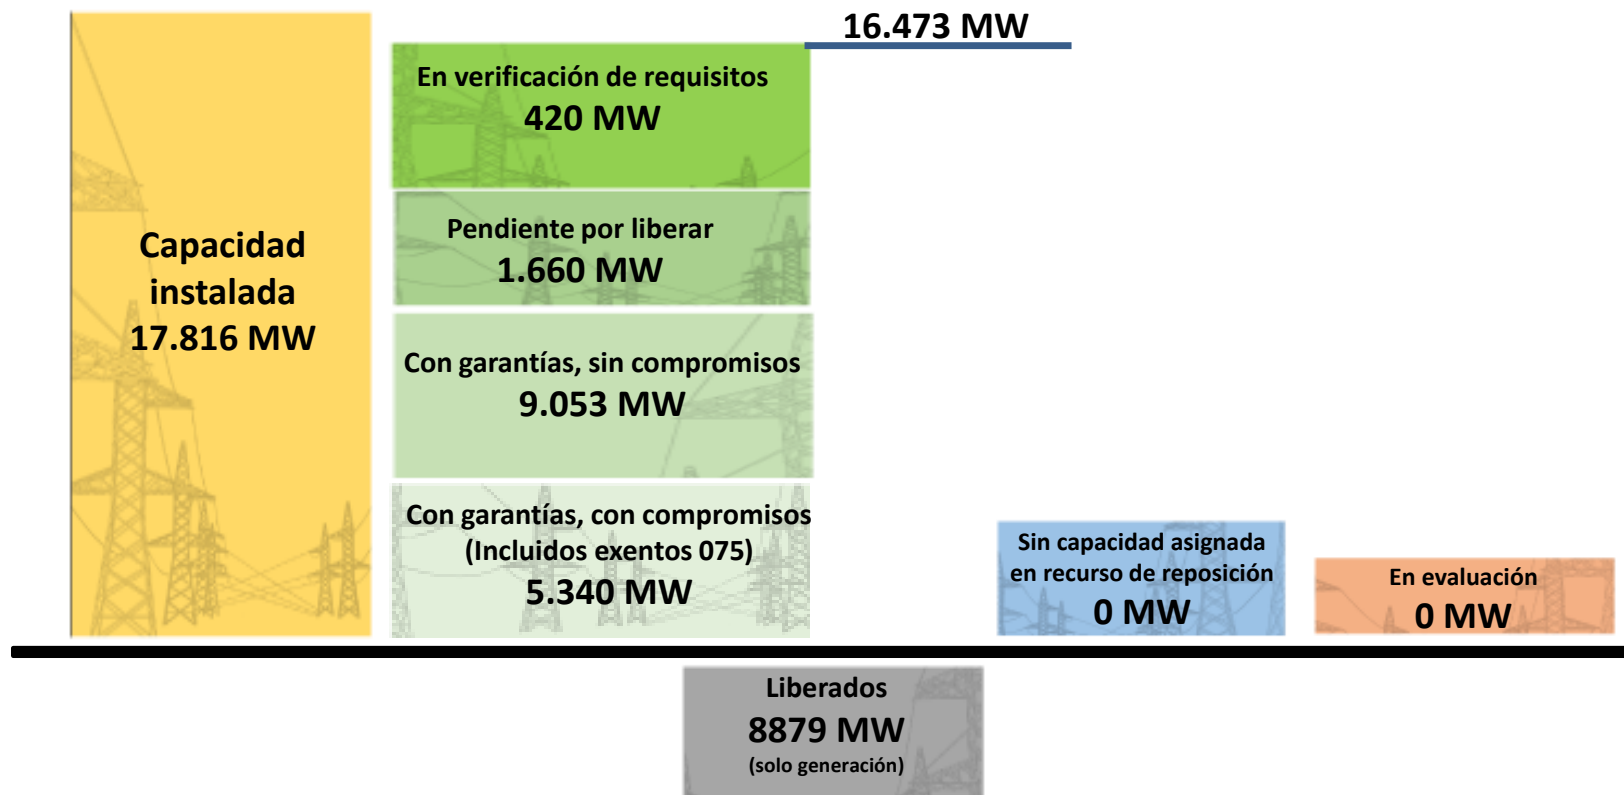 16.473 MW
En verificación de requisitos
420 MW
Pendiente por liberar
1.660 MW
Capacidad
instalada
17.816 MW
Con garantías, sin compromisos
9.053 MW
Con garantías, con compromisos
(Incluidos exentos 075)
5.340 MW
Sin capacidad asignada
en recurso de reposición
0 MW
En evaluación
0 MW
Liberados
8879 MW
(solo generación)